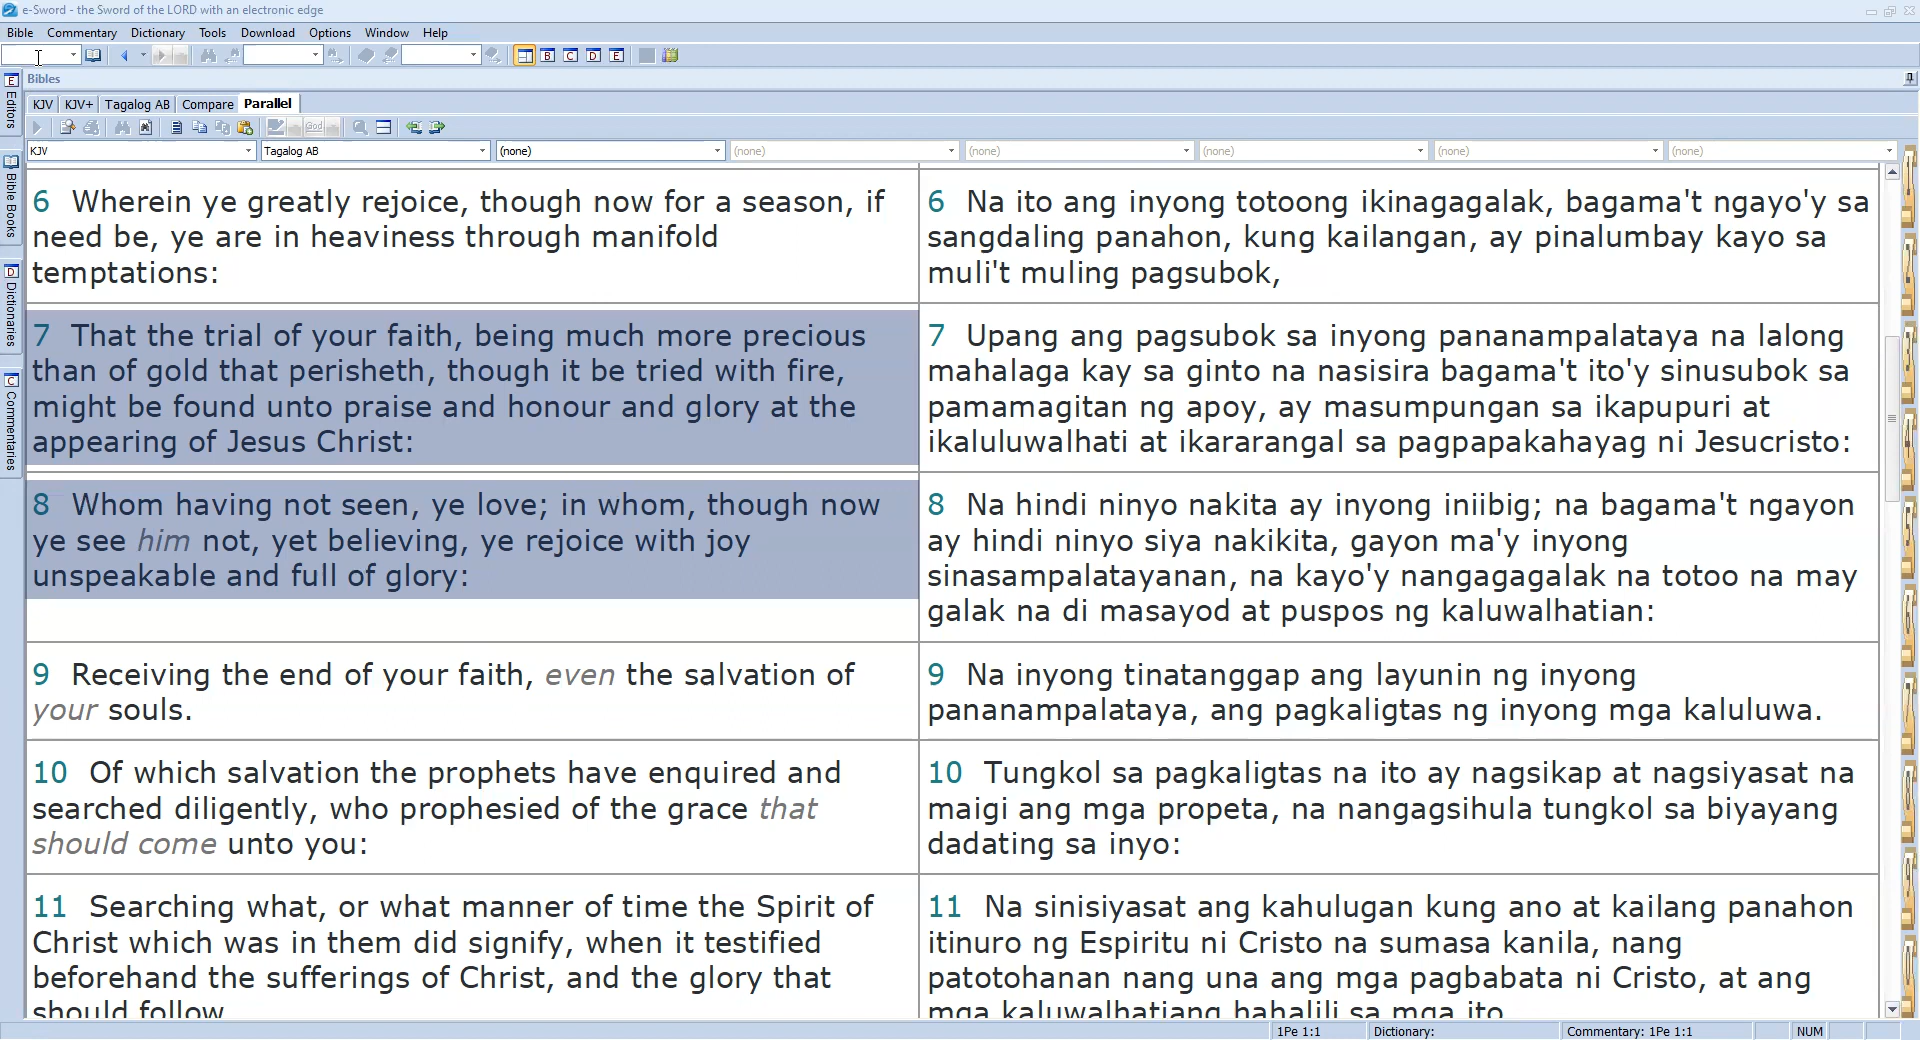 e-Sword - the Sword of the LORD with an electronic edge
Bible Commentary Dictionary Tools Download Options Window Help
B C D E
Bibles
E Editors
Bible Books
D Dictionaries
C Commentaries
KJV KJV+ Tagalog AB Compare Parallel
God
KJV Tagalog AB (none) (none) (none) (none) (none) (none)
6 Wherein ye greatly rejoice, though now for a season, if
need be, ye are in heaviness through manifold
temptations:
6 Na ito ang inyong totoong ikinagagalak, bagama't ngayo'y sa
sangdaling panahon, kung kailangan, ay pinalumbay kayo sa
muli't muling pagsubok,
7 That the trial of your faith, being much more precious
than of gold that perisheth, though it be tried with fire,
might be found unto praise and honour and glory at the
appearing of Jesus Christ:
7 Upang ang pagsubok sa inyong pananampalataya na lalong
mahalaga kay sa ginto na nasisira bagama't ito'y sinusubok sa
pamamagitan ng apoy, ay masumpungan sa ikapupuri at
ikaluluwalhati at ikararangal sa pagpapakahayag ni Jesucristo:
8 Whom having not seen, ye love; in whom, though now
ye see him not, yet believing, ye rejoice with joy
unspeakable and full of glory:
8 Na hindi ninyo nakita ay inyong iniibig; na bagama't ngayon
ay hindi ninyo siya nakikita, gayon ma'y inyong
sinasampalatayanan, na kayo'y nangagagalak na totoo na may
galak na di masayod at puspos ng kaluwalhatian:
9 Receiving the end of your faith, even the salvation of
your souls.
9 Na inyong tinatanggap ang layunin ng inyong
pananampalataya, ang pagkaligtas ng inyong mga kaluluwa.
10 Of which salvation the prophets have enquired and
searched diligently, who prophesied of the grace that
should come unto you:
10 Tungkol sa pagkaligtas na ito ay nagsikap at nagsiyasat na
maigi ang mga propeta, na nangagsihula tungkol sa biyayang
dadating sa inyo:
11 Searching what, or what manner of time the Spirit of
Christ which was in them did signify, when it testified
beforehand the sufferings of Christ, and the glory that
should follow
11 Na sinisiyasat ang kahulugan kung ano at kailang panahon
itinuro ng Espiritu ni Cristo na sumasa kanila, nang
patotohanan nang una ang mga pagbabata ni Cristo, at ang
mga kaluwalhatiang hahalili sa mga ito
1Pe 1:1 Dictionary: Commentary: 1Pe 1:1 NUM